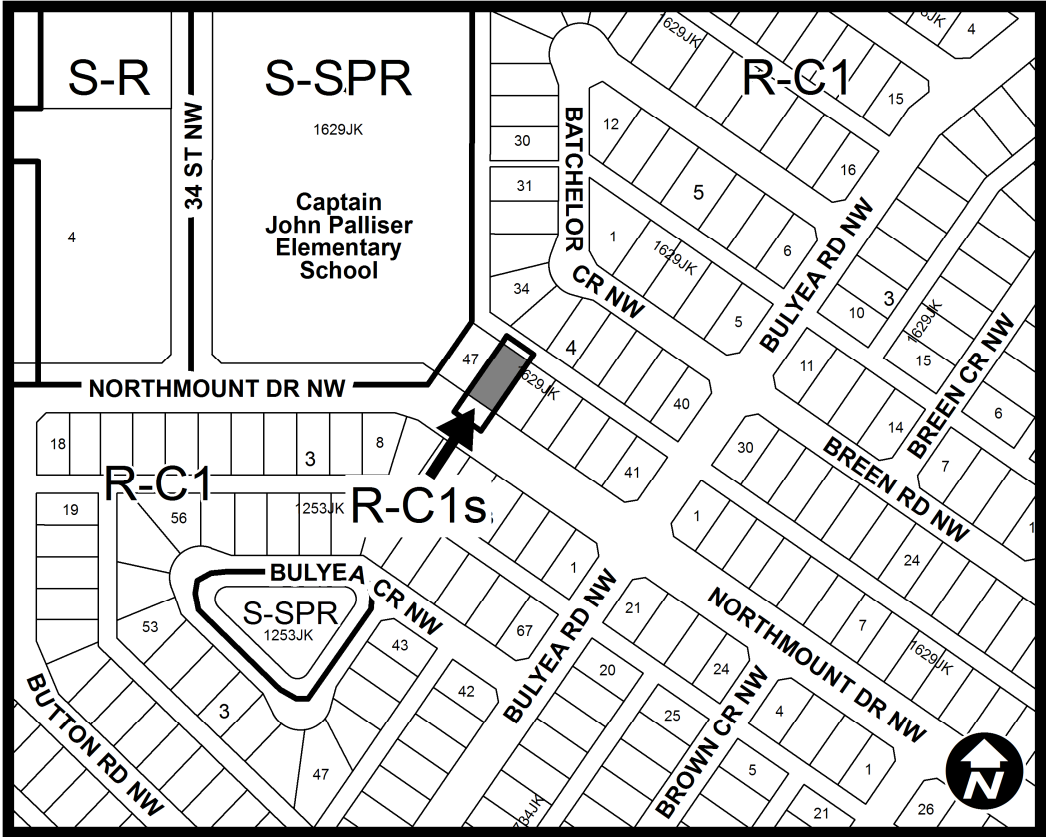 S-R
34 ST NW
S-SPR
1629JK
Captain
John Palliser
Elementary
School
4
NORTHMOUNT DR NW
30
31
34
BATCHELOR
CR NW
1629JK
R-C1
4
15
16
12
5
6
1
1629JK
5
BULYEA RD NW
10
3
1629JK
15
11
14
BREEN CR NW
6
7
47
4
1629JK
40
41
R-C1s
30
BREEN RD NW
1
24
18
3
8
R-C1
19
56
1253JK
BULYEA CR NW
S-SPR
1253JK
53
3
47
43
42
67
1
BULYEA RD NW
21
24
20
25
NORTHMOUNT DR NW
7
1629JK
BROWN CR NW
4
1
5
21
26
BUTTON RD NW
N